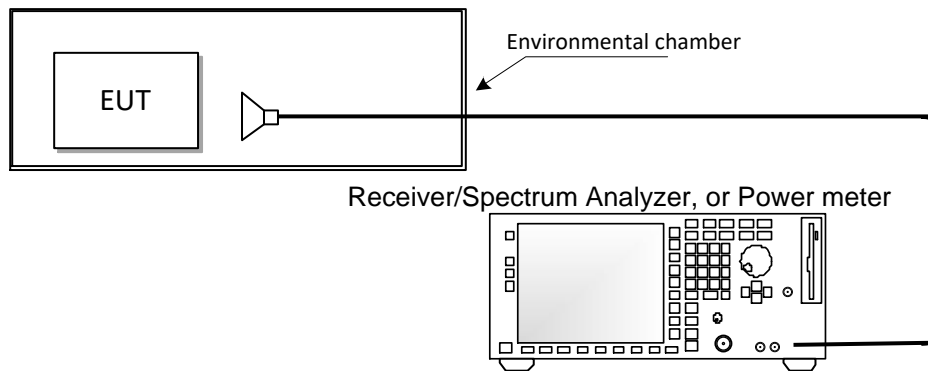 Environmental chamber
EUT
Receiver/Spectrum Analyzer, or Power meter